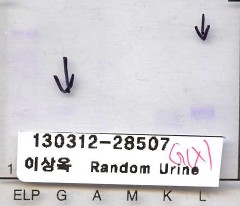 130312-28507
G(X)
1 이상욱 Random Urine
ELP G A M K L